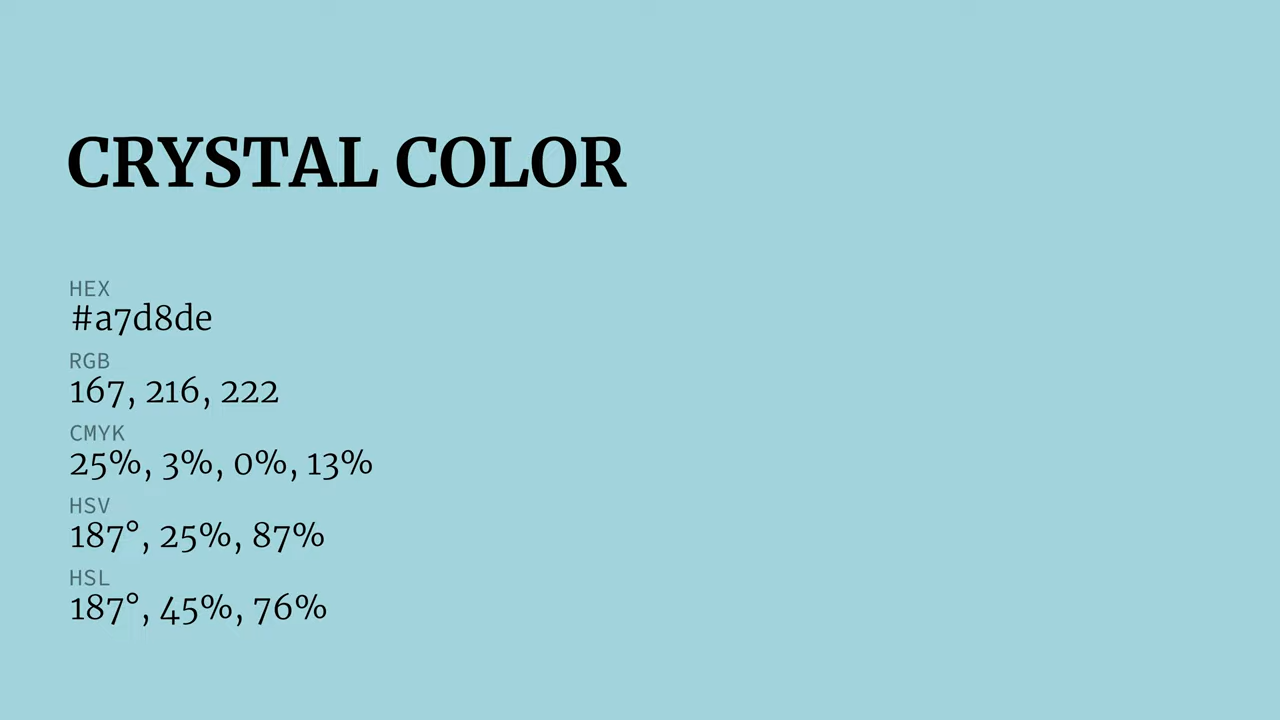 CRYSTAL COLOR
HEX
#a7d8de
RGB
167, 216, 222
CMYK
25%, 3%, 0%, 13%
HSV
187°, 25%, 87%
HSL
187°, 45%, 76%